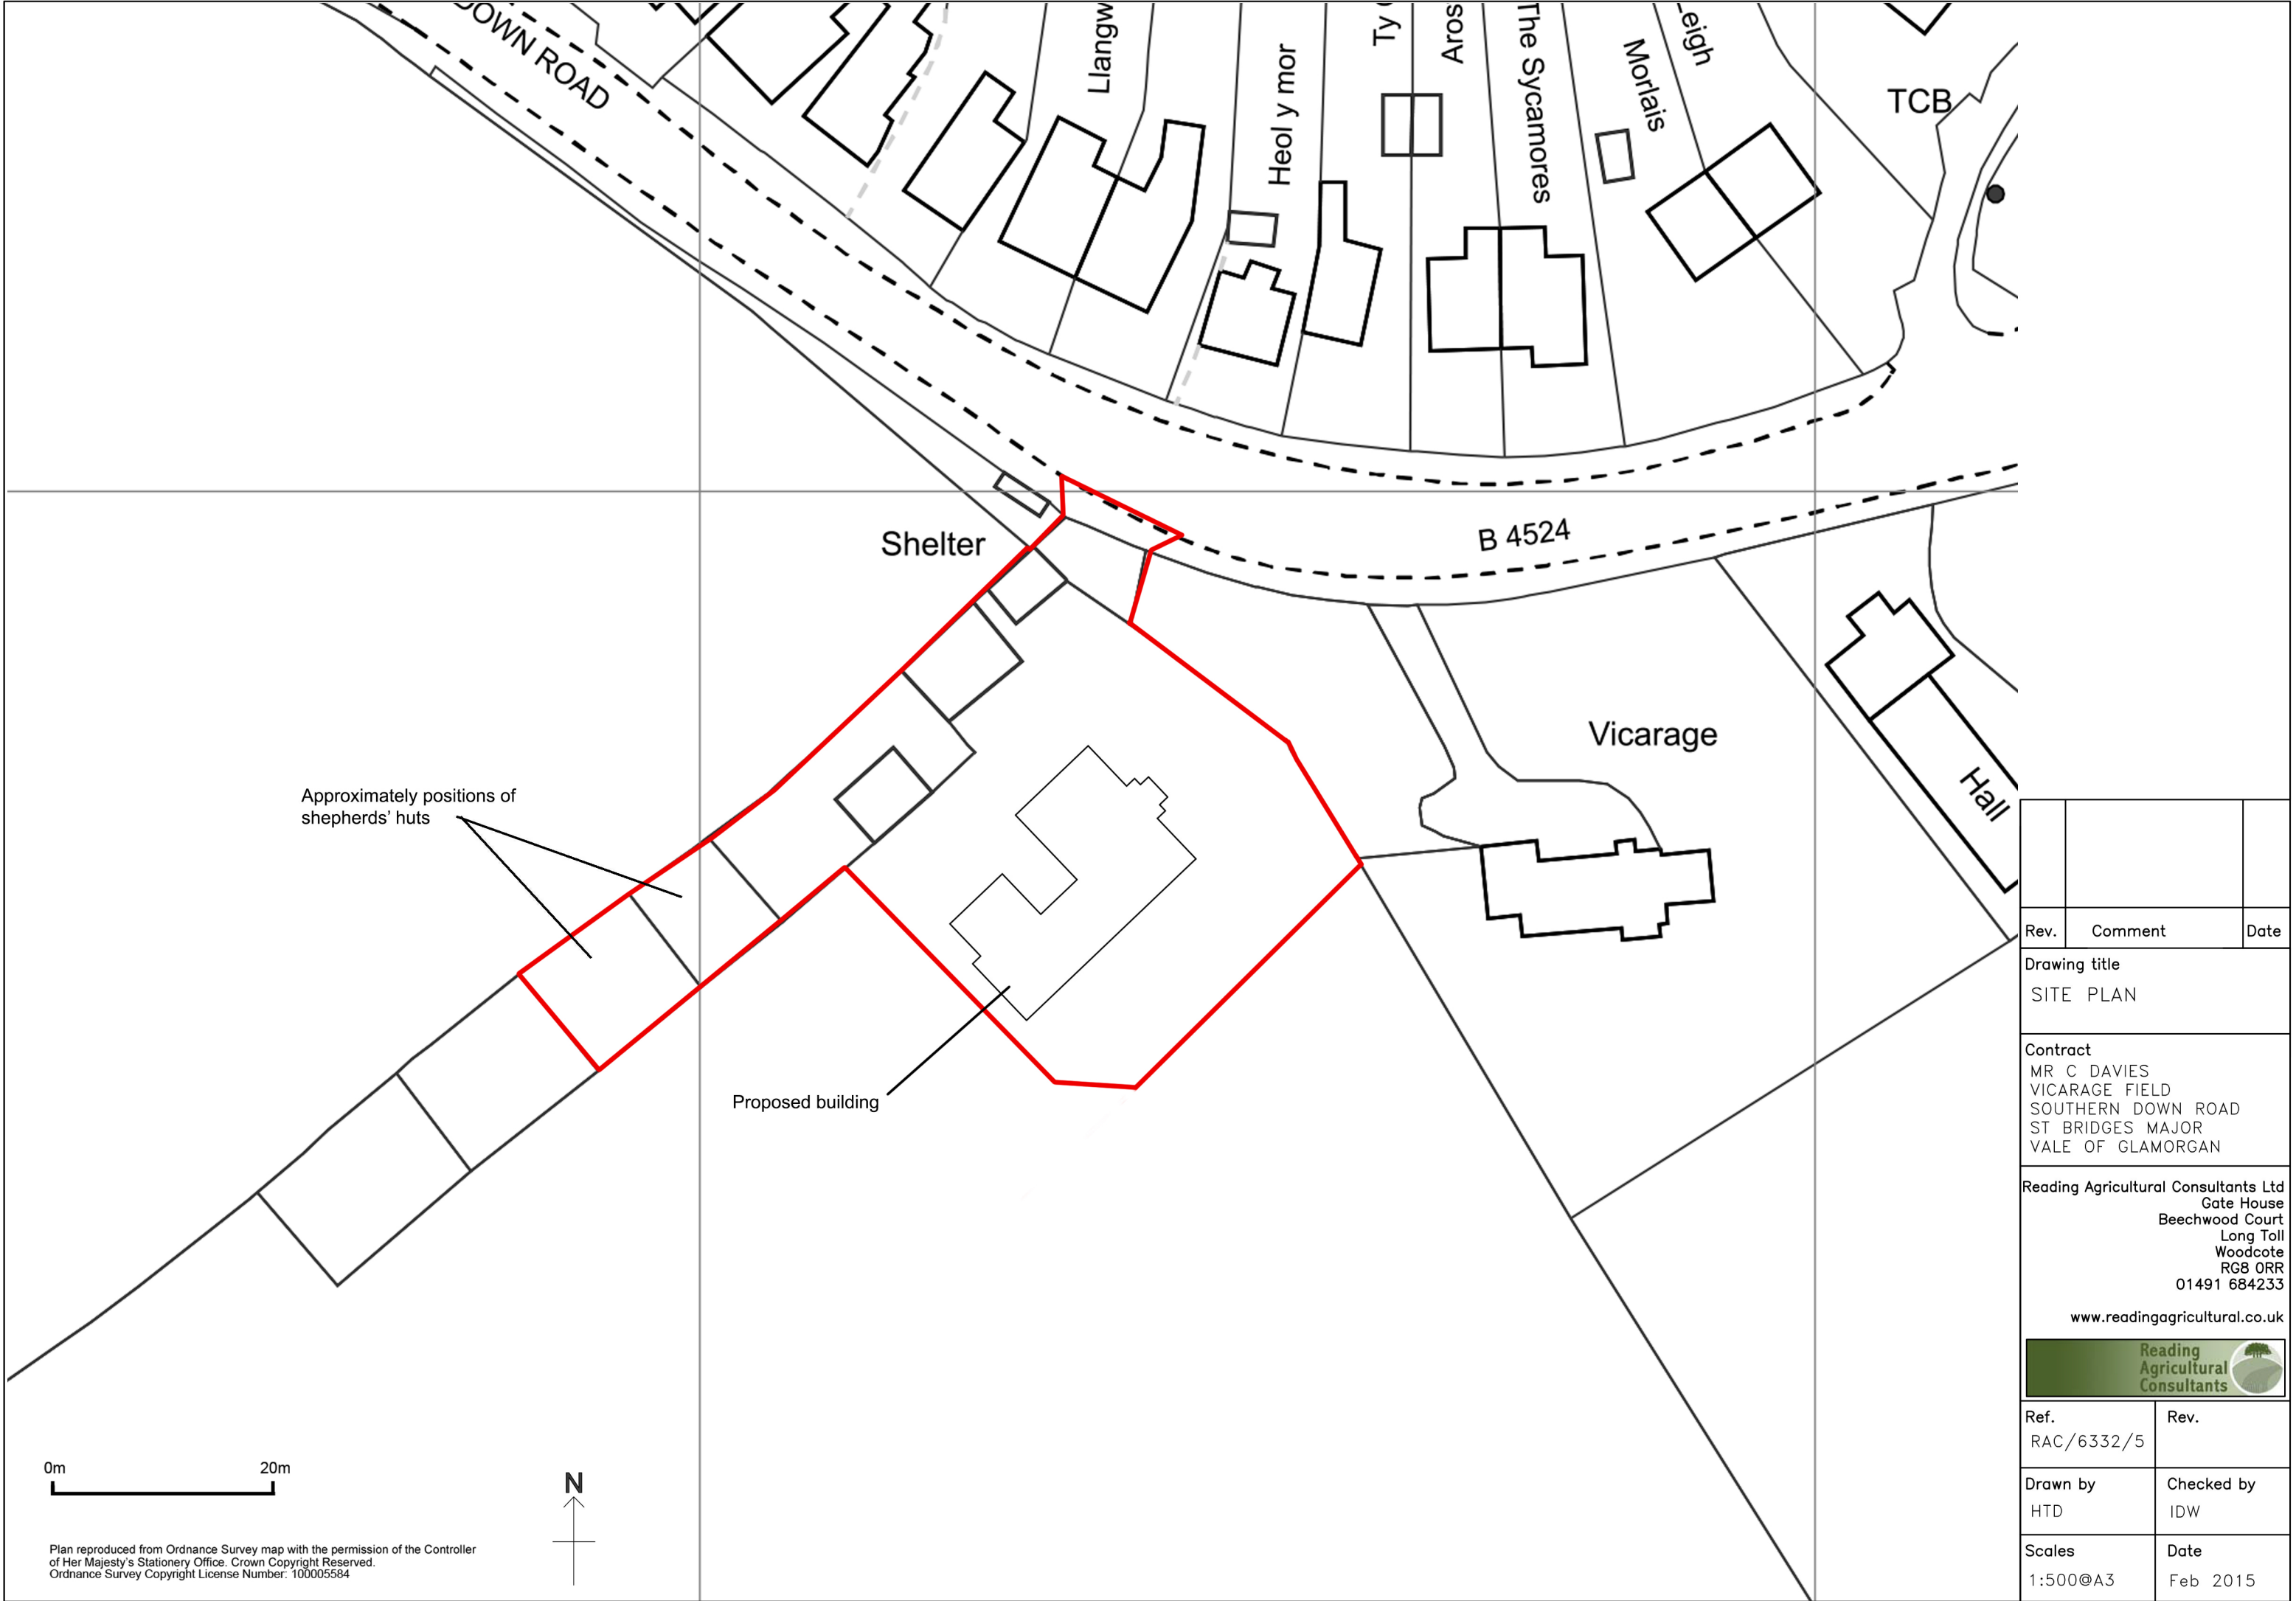 DOWN ROAD
Llangw
Heol y mor
Ty
Aros
The Sycamores
Morlais
Leigh
TCB
Shelter
B 4524
Vicarage
Hall
Approximately positions of
shepherds' huts
Proposed building
0m 20m
N
Plan reproduced from Ordnance Survey map with the permission of the Controller
of Her Majesty's Stationery Office. Crown Copyright Reserved.
Ordnance Survey Copyright License Number: 100005584
Rev. Comment Date
Drawing title
SITE PLAN
Contract
MR C DAVIES
VICARAGE FIELD
SOUTHERN DOWN ROAD
ST BRIDGES MAJOR
VALE OF GLAMORGAN
Reading Agricultural Consultants Ltd
Gate House
Beechwood Court
Long Toll
Woodcote
RG8 0RR
01491 684233
www.readingagricultural.co.uk
Reading
Agricultural
Consultants
Ref. Rev.
RAC/6332/5
Drawn by Checked by
HTD IDW
Scales Date
1:500@A3 Feb 2015